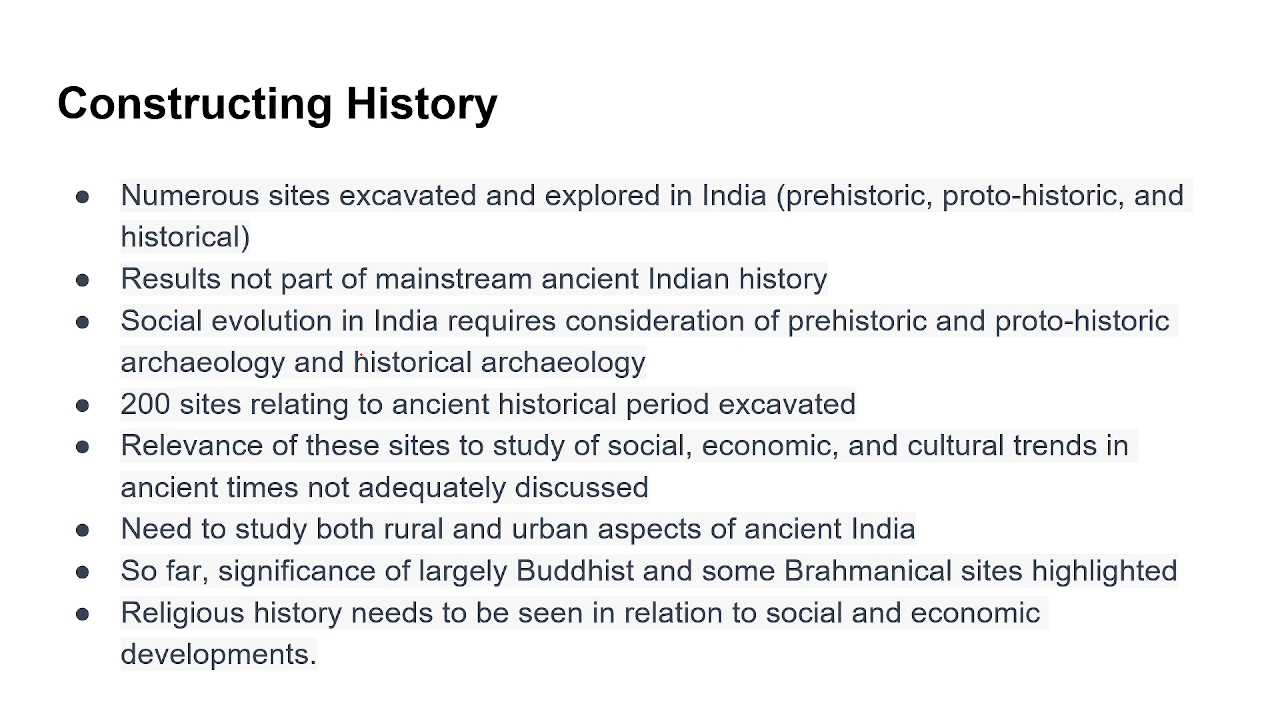 Constructing History
● Numerous sites excavated and explored in India (prehistoric, proto-historic, and
historical)
● Results not part of mainstream ancient Indian history
● Social evolution in India requires consideration of prehistoric and proto-historic
archaeology and historical archaeology
● 200 sites relating to ancient historical period excavated
● Relevance of these sites to study of social, economic, and cultural trends in
ancient times not adequately discussed
● Need to study both rural and urban aspects of ancient India
● So far, significance of largely Buddhist and some Brahmanical sites highlighted
● Religious history needs to be seen in relation to social and economic
developments.